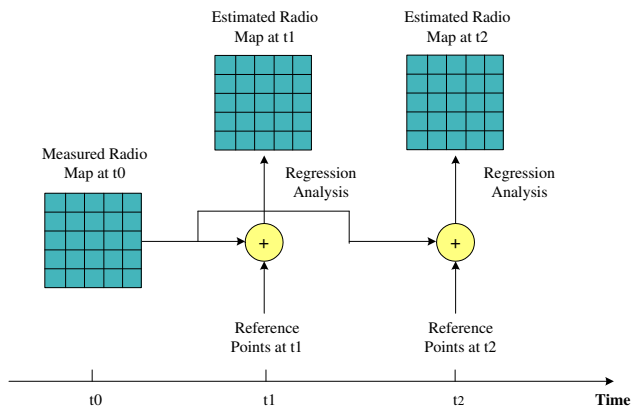 Estimated Radio
Map at t1
Estimated Radio
Map at t2
Measured Radio
Map at t0
Regression
Analysis
Regression
Analysis
+
+
Reference
Points at t1
Reference
Points at t2
t0
t1
t2
Time